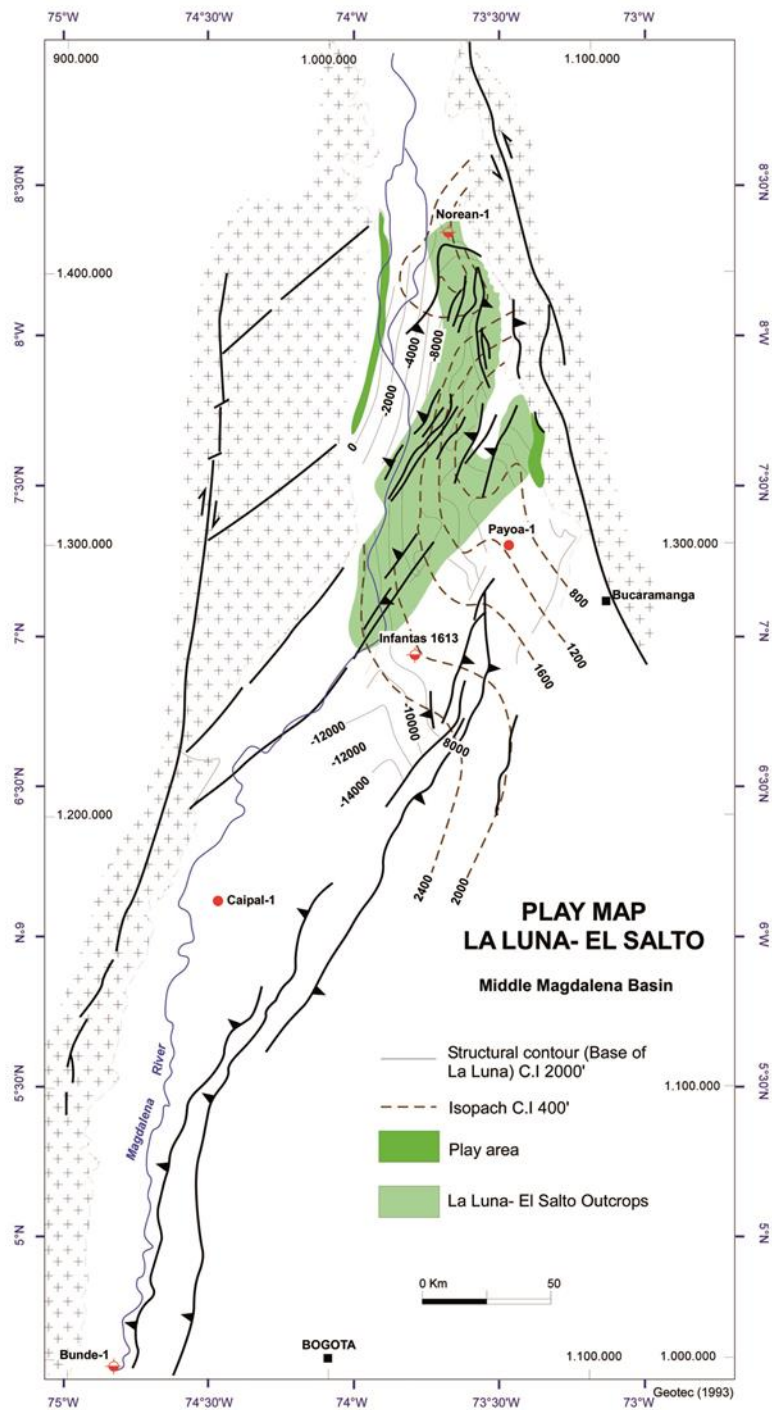 75°W
74°30'W
74°W
73°30'W
73°W
900.000
1.000.000
1.100.000
8°30'N
8°30'N
Norean-1
1.400.000
1.400.000
8°W
8°W
-8000
-4000
-2000
0
7°30'N
7°30'N
Payoa-1
1.300.000
1.300.000
800
Bucaramanga
1200
7°N
7°N
Infantas 1613
1600
-10000
-12000
8000
-12000
-14000
6°30'N
6°30'N
1.200.000
1.200.000
2400
2000
Caipal-1
PLAY MAP
LA LUNA- EL SALTO
6°N
6°W
Middle Magdalena Basin
Magdalena River
Structural contour (Base of
La Luna) C.I 2000'
5°30'N
1.100.000
5°30'N
Isopach C.I 400'
Play area
La Luna- El Salto Outcrops
5°N
5°N
0 Km
50
Bunde-1
BOGOTA
1.100.000
1.000.000
Geotec (1993)
75°W
74°30'W
74°W
73°30'W
73°W